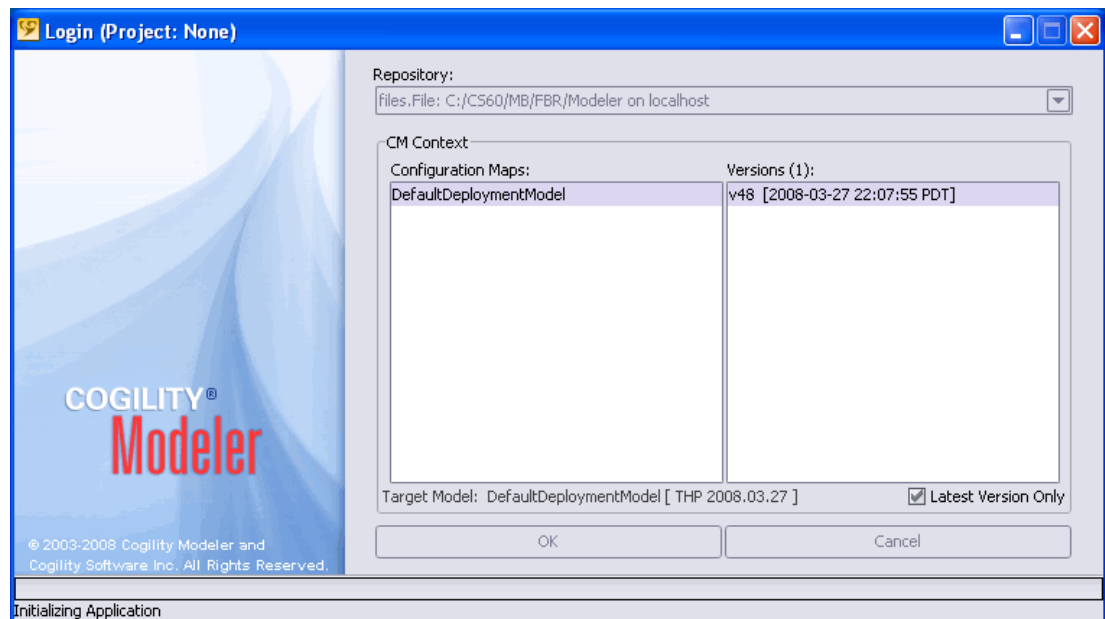 Login (Project: None)
Repository:
files.File: C:/CS60/MB/FBR/Modeler on localhost
CM Context
Configuration Maps:
Versions (1):
DefaultDeploymentModel
v48 [2008-03-27 22:07:55 PDT]
COGILITY®
Modeler
Target Model: DefaultDeploymentModel [ THP 2008.03.27 ]
Latest Version Only
OK
Cancel
© 2003-2008 Cogility Modeler and
Cogility Software Inc. All Rights Reserved.
Initializing Application